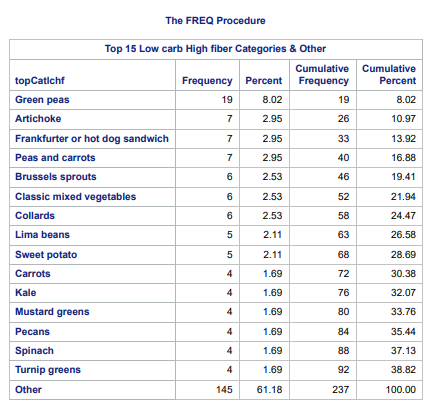 The FREQ Procedure
Top 15 Low carb High fiber Categories & Other
topCatlchf Frequency Percent Cumulative Frequency Cumulative Percent
Green peas 19 8.02 19 8.02
Artichoke 7 2.95 26 10.97
Frankfurter or hot dog sandwich 7 2.95 33 13.92
Peas and carrots 7 2.95 40 16.88
Brussels sprouts 6 2.53 46 19.41
Classic mixed vegetables 6 2.53 52 21.94
Collards 6 2.53 58 24.47
Lima beans 5 2.11 63 26.58
Sweet potato 5 2.11 68 28.69
Carrots 4 1.69 72 30.38
Kale 4 1.69 76 32.07
Mustard greens 4 1.69 80 33.76
Pecans 4 1.69 84 35.44
Spinach 4 1.69 88 37.13
Turnip greens 4 1.69 92 38.82
Other 145 61.18 237 100.00